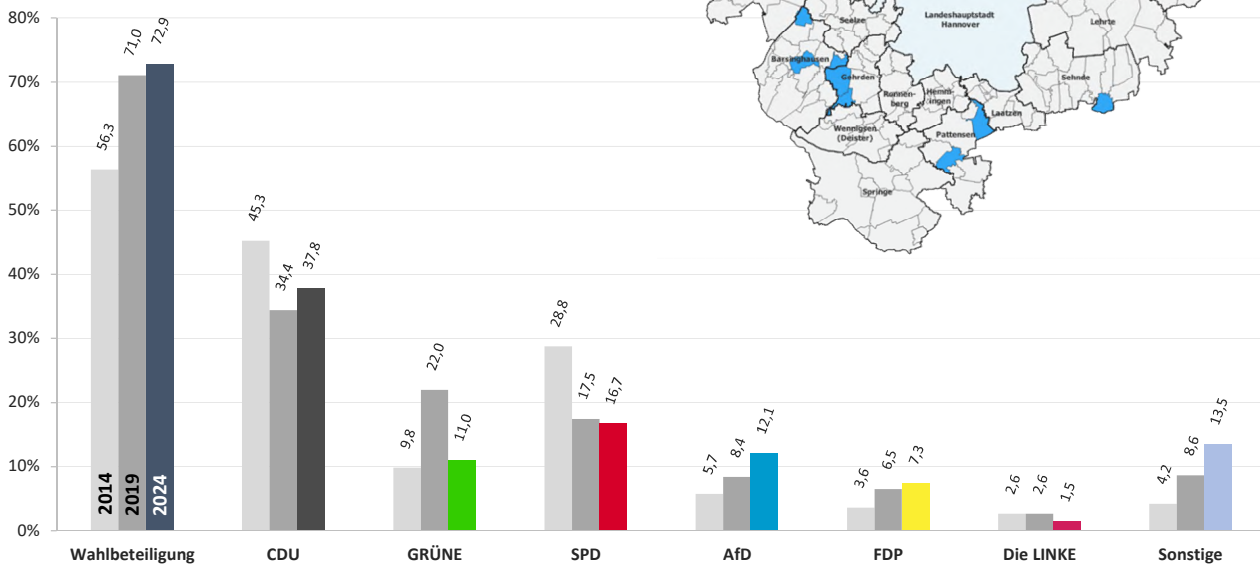 80%
70%
60%
50%
40%
30%
20%
10%
0%
56,3
71,0
72,9
45,3
34,4
37,8
9,8
22,0
11,0
28,8
17,5
16,7
5,7
8,4
12,1
3,6
6,5
7,3
2,6
2,6
1,5
4,2
8,6
13,5
2014
2019
2024
Wahlbeteiligung
CDU
GRÜNE
SPD
AfD
FDP
Die LINKE
Sonstige
Seelze
Landeshauptstadt
Hannover
Lehrte
Barsinghausen
Gehrden
Sehnde
Ronnen-
berg
Hemm-
ingen
Laatzen
Wennigsen
(Deister)
Pattensen
Springe